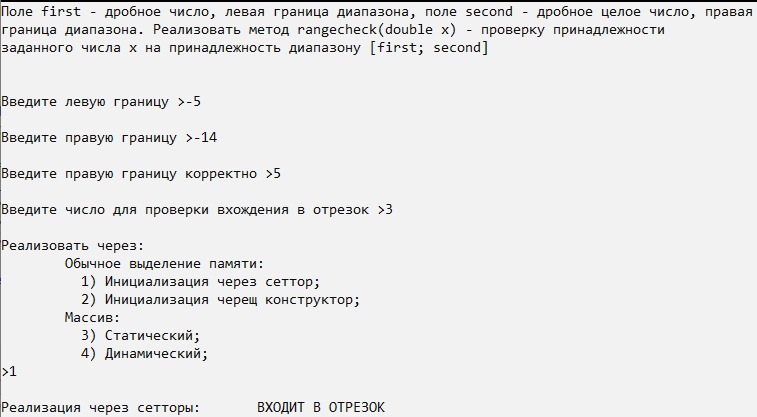 Поле first - дробное число, левая граница диапазона, поле second - дробное целое число, правая
граница диапазона. Реализовать метод rangecheck(double x) - проверку принадлежности
заданного числа x на принадлежность диапазону [first; second]
Введите левую границу >-5
Введите правую границу >-14
Введите правую границу корректно >5
Введите число для проверки вхождения в отрезок >3
Реализовать через:
Обычное выделение памяти:
1) Инициализация через сеттор;
2) Инициализация черещ конструктор;
Массив:
3) Статический;
4) Динамический;
>1
Реализация через сетторы: ВХОДИТ В ОТРЕЗОК